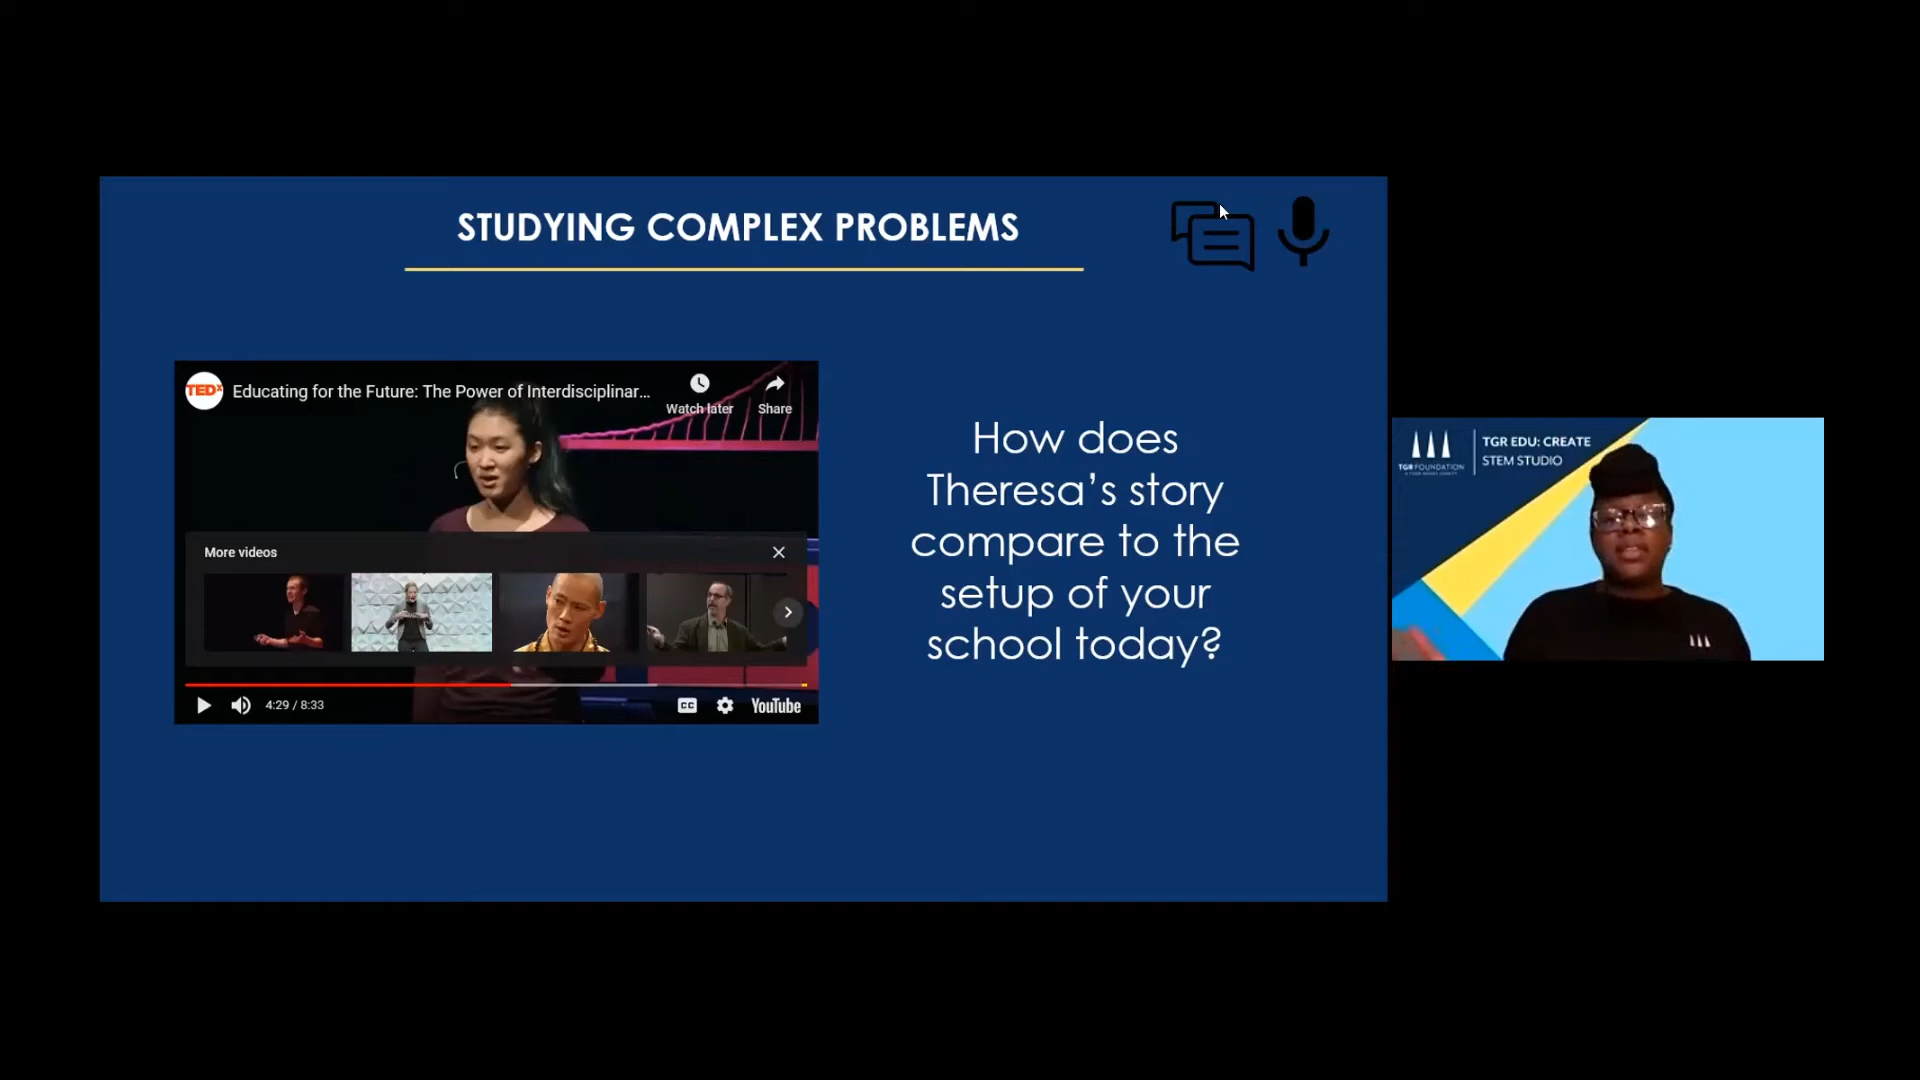 STUDYING COMPLEX PROBLEMS
TEDx
Educating for the Future: The Power of Interdisciplinar...
Watch later
Share
More videos
4:29 / 8:33
CC
YouTube
How does
Theresa’s story
compare to the
setup of your
school today?
TGR FOUNDATION
TGR EDU: CREATE
STEM STUDIO